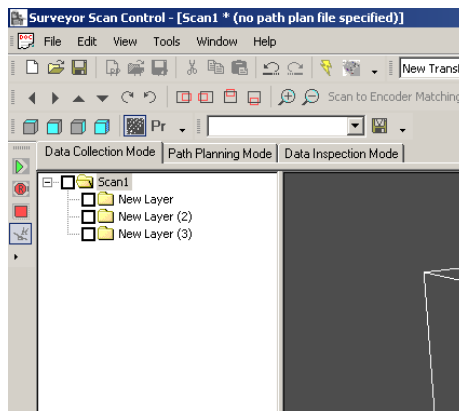 Surveyor Scan Control - [Scan1 * (no path plan file specified)]
File Edit View Tools Window Help
New Transl
Scan to Encoder Matching
Pr
Data Collection Mode Path Planning Mode Data Inspection Mode
Scan1
New Layer
New Layer (2)
New Layer (3)